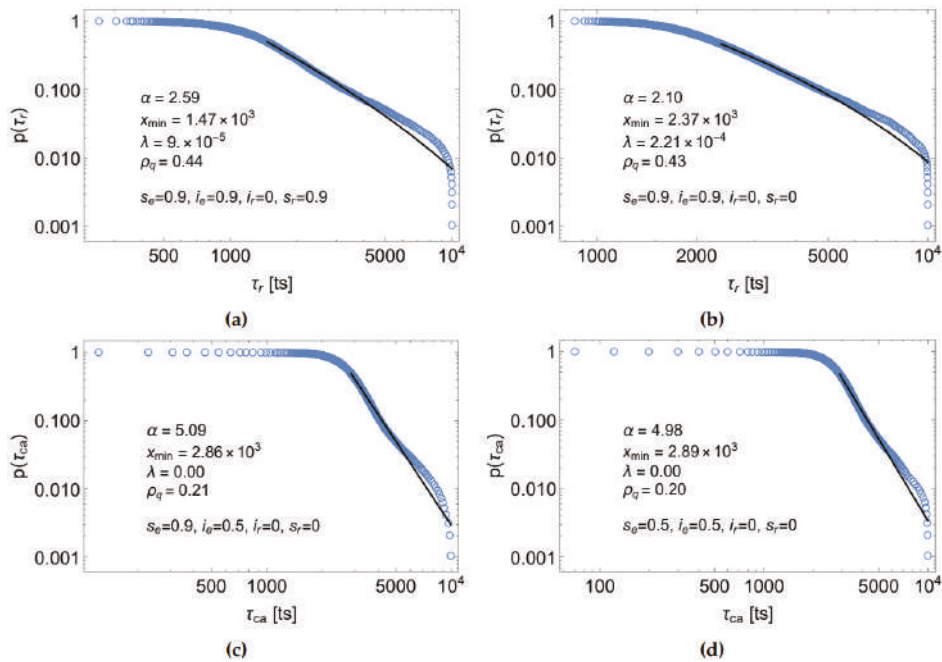 1
0.100
0.010
0.001
p(τr)
α = 2.59
xmin = 1.47 × 10³
λ = 9. × 10⁻⁵
ρq = 0.44
se=0.9, ie=0.9, ir=0, sr=0.9
500 1000 5000 10⁴
τr [ts]
(a)
1
0.100
0.010
0.001
p(τr)
α = 2.10
xmin = 2.37 × 10³
λ = 2.21 × 10⁻⁴
ρq = 0.43
se=0.9, ie=0.9, ir=0, sr=0
1000 2000 5000 10⁴
τr [ts]
(b)
1
0.100
0.010
0.001
p(τca)
α = 5.09
xmin = 2.86 × 10³
λ = 0.00
ρq = 0.21
se=0.9, ie=0.5, ir=0, sr=0
500 1000 5000 10⁴
τca [ts]
(c)
1
0.100
0.010
0.001
p(τca)
α = 4.98
xmin = 2.89 × 10³
λ = 0.00
ρq = 0.20
se=0.5, ie=0.5, ir=0, sr=0
100 500 1000 5000 10⁴
τca [ts]
(d)